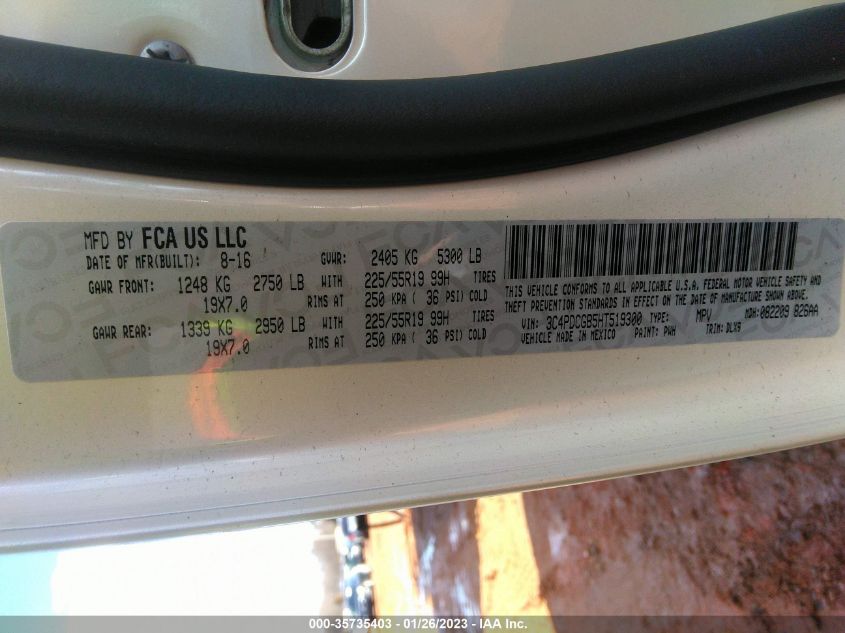 MFD BY FCA US LLC
DATE OF MFR(BUILT): 8-16 GVWR: 2405 KG 5300 LB
GAWR FRONT: 1248 KG 2750 LB WITH 225/55R19 99H TIRES
19X7.0 RIMS AT 250 KPA ( 36 PSI) COLD
GAWR REAR: 1339 KG 2950 LB WITH 225/55R19 99H TIRES
19X7.0 RIMS AT 250 KPA ( 36 PSI) COLD
THIS VEHICLE CONFORMS TO ALL APPLICABLE U.S.A. FEDERAL MOTOR VEHICLE SAFETY AND
THEFT PREVENTION STANDARDS IN EFFECT ON THE DATE OF MANUFACTURE SHOWN ABOVE.
VIN: 3C4PDCGB5HT519300 TYPE: MPV MDH: 082209 B26AA
VEHICLE MADE IN MEXICO PAINT: PWH TRIM: DLX9
000-35735403 - 01/26/2023 - IAA Inc.